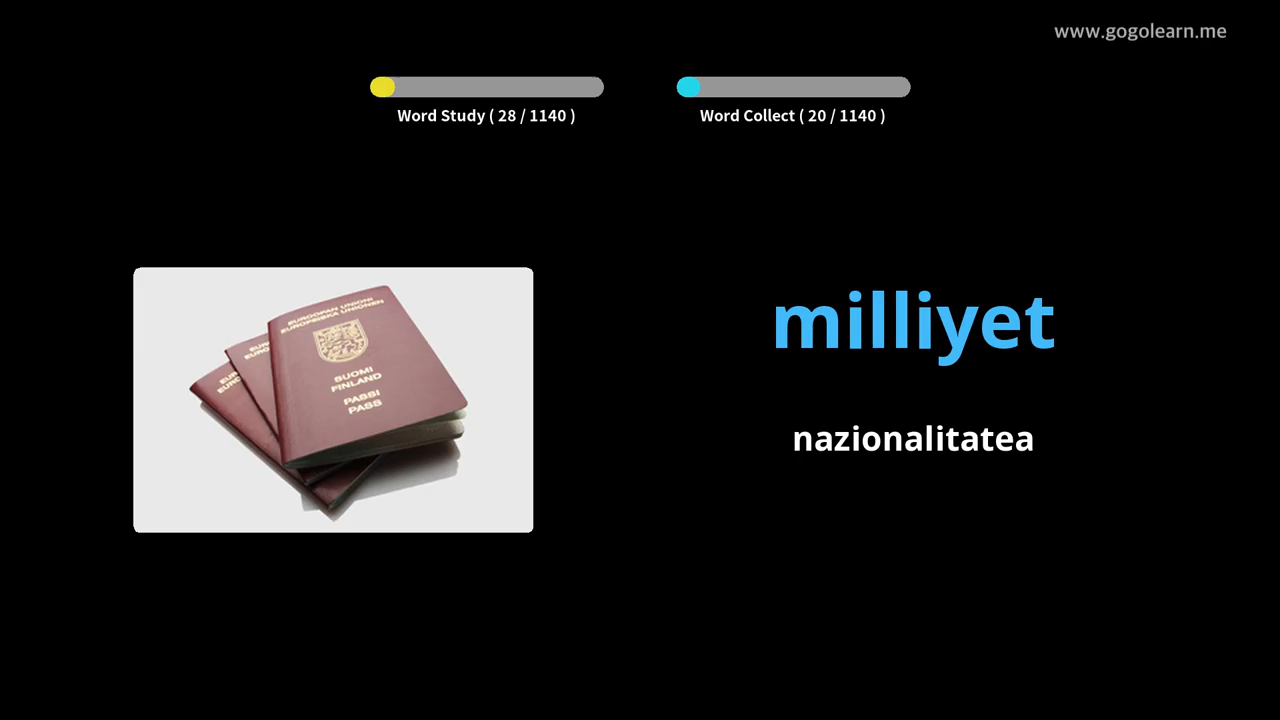 www.gogolearn.me
Word Study ( 28 / 1140 )
Word Collect ( 20 / 1140 )
milliyet
nazionalitatea
EUROOPAN UNIONI
EUROPEISKA UNIONEN
SUOMI
FINLAND
PASSI
PASS